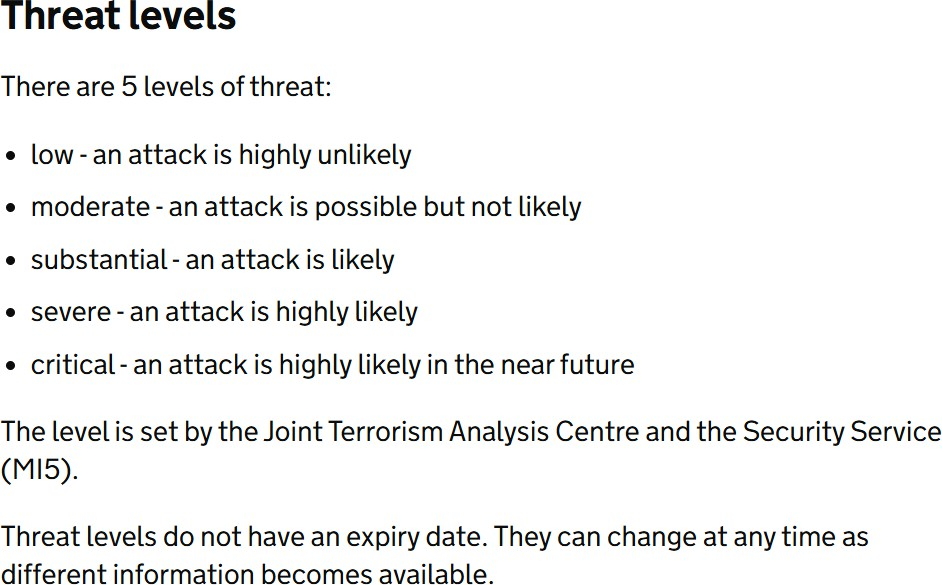 Threat levels
There are 5 levels of threat:
• low - an attack is highly unlikely
• moderate - an attack is possible but not likely
• substantial - an attack is likely
• severe - an attack is highly likely
• critical - an attack is highly likely in the near future
The level is set by the Joint Terrorism Analysis Centre and the Security Service
(MI5).
Threat levels do not have an expiry date. They can change at any time as
different information becomes available.